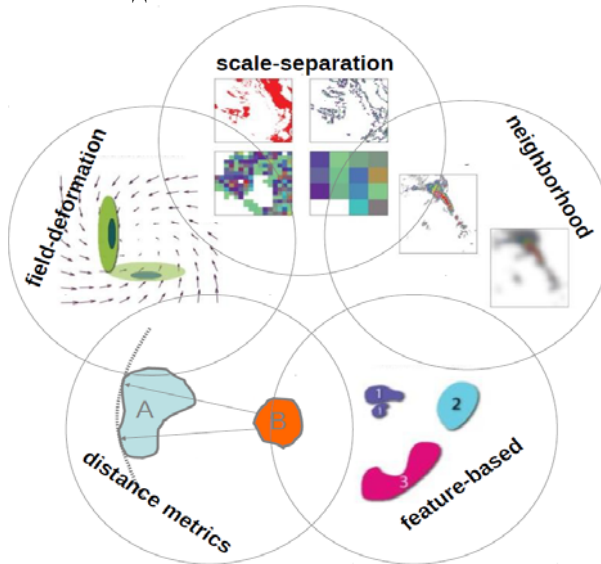 scale-separation
neighborhood
field-deformation
A
B
distance metrics
1
1
2
3
feature-based